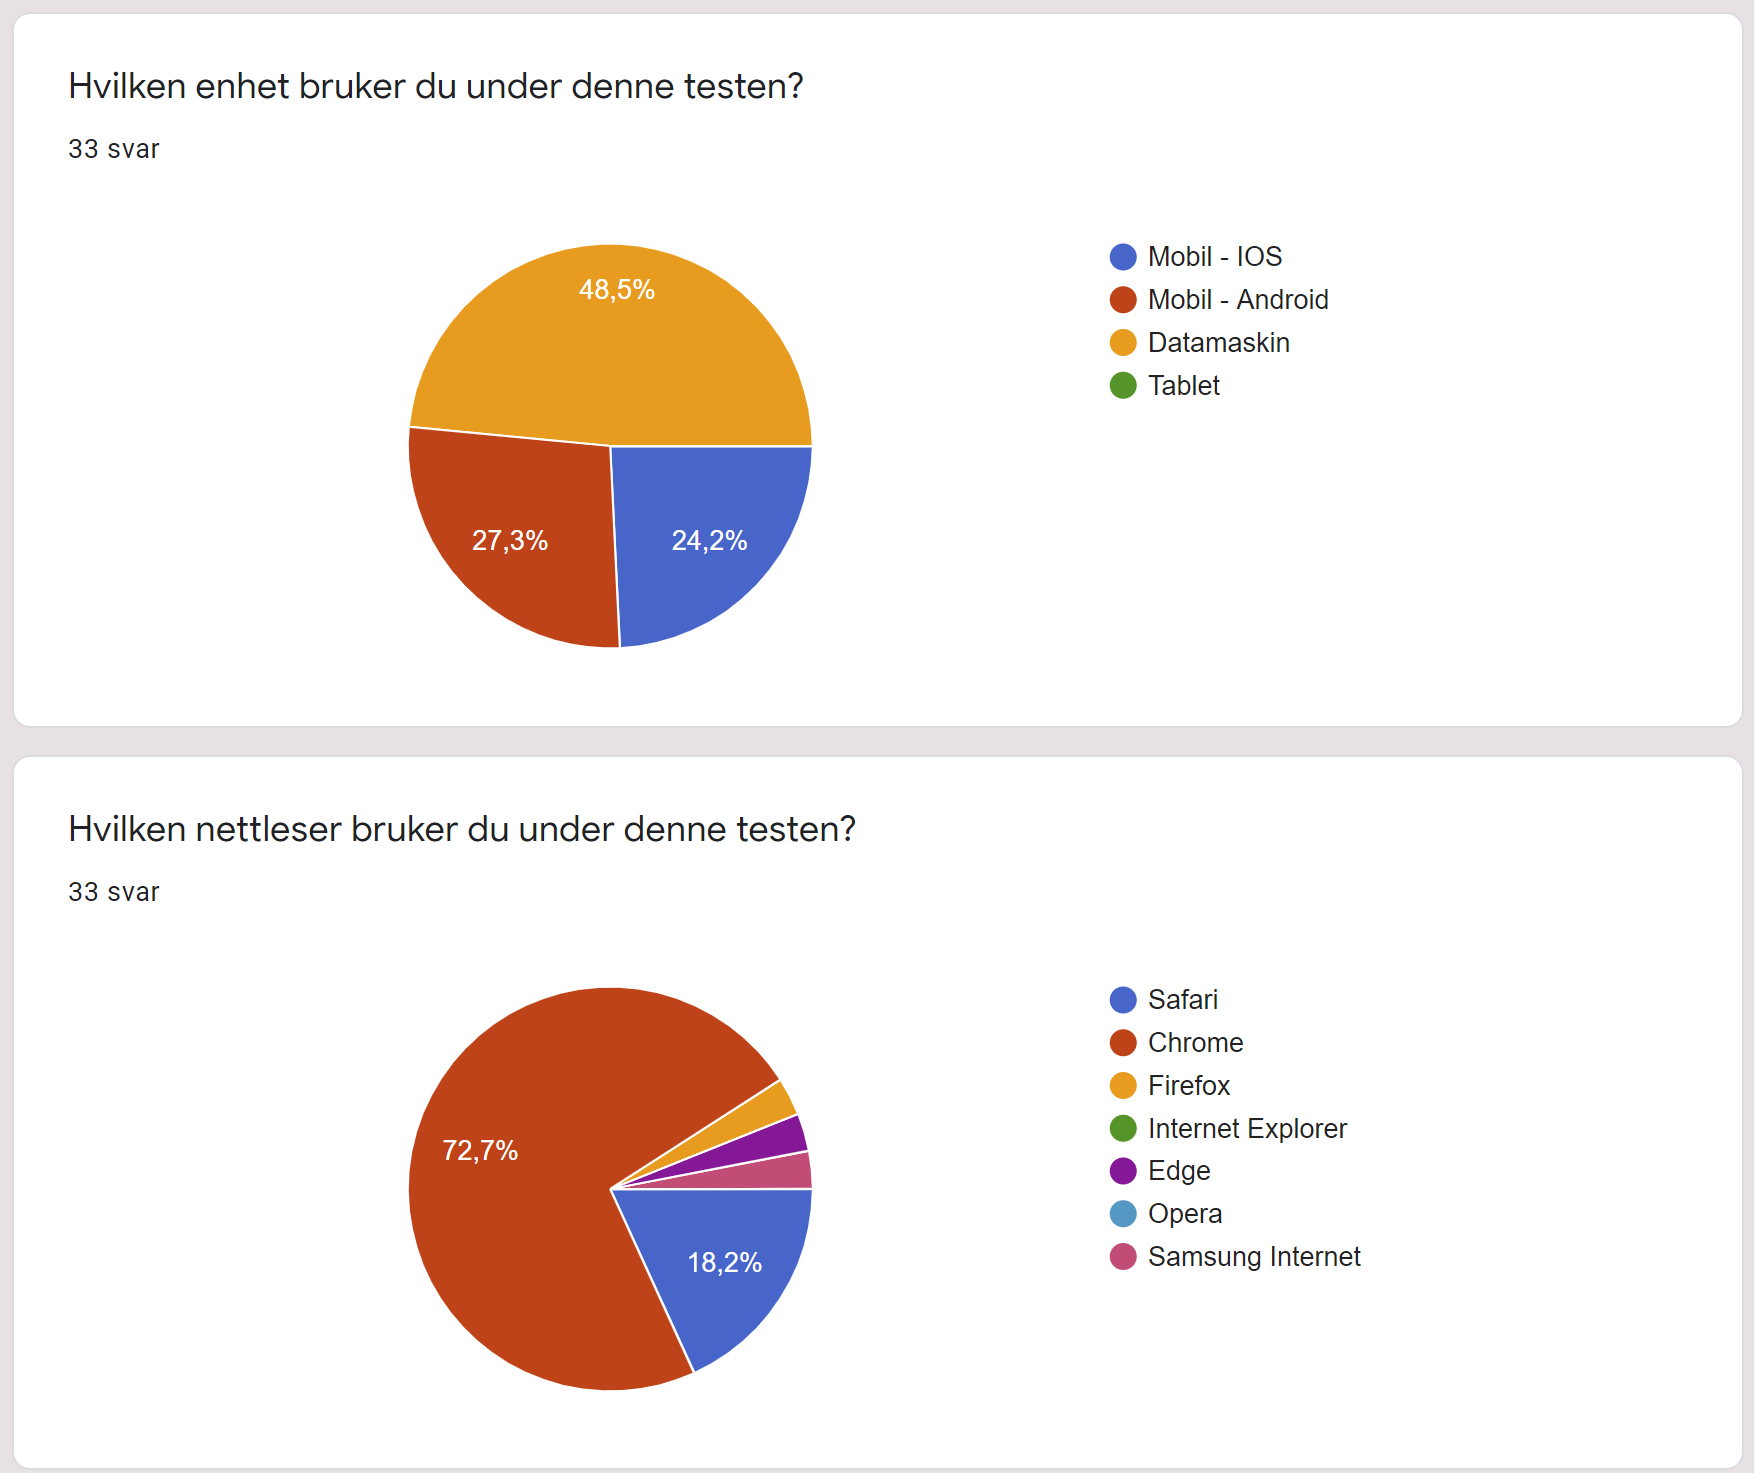 Hvilken enhet bruker du under denne testen?
33 svar
48,5%
27,3%
24,2%
Mobil - IOS
Mobil - Android
Datamaskin
Tablet
Hvilken nettleser bruker du under denne testen?
33 svar
72,7%
18,2%
Safari
Chrome
Firefox
Internet Explorer
Edge
Opera
Samsung Internet